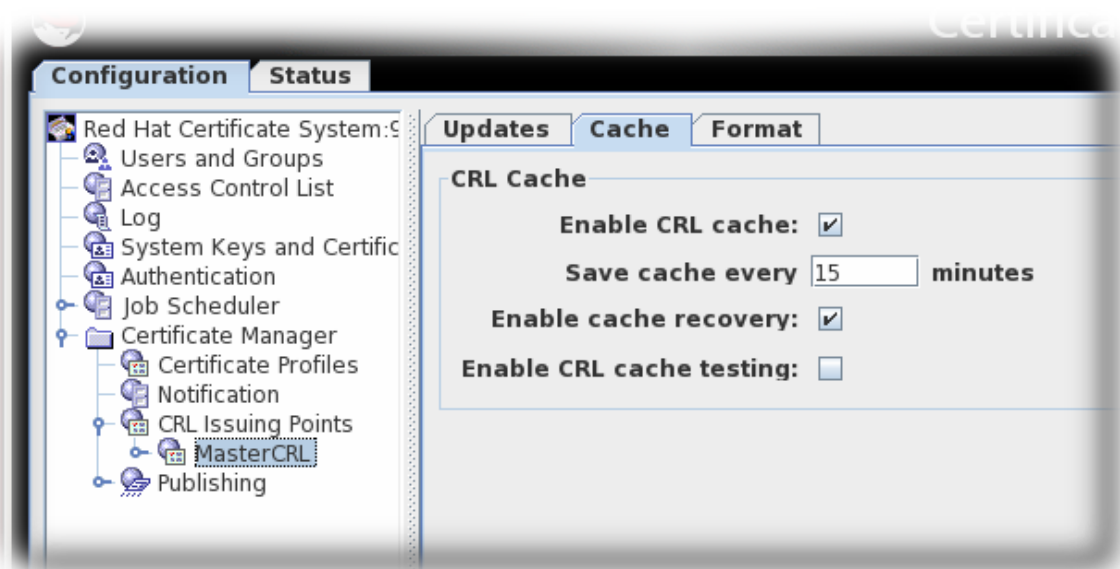 Certifica
Configuration
Status
Red Hat Certificate System:9
Users and Groups
Access Control List
Log
System Keys and Certific
Authentication
Job Scheduler
Certificate Manager
Certificate Profiles
Notification
CRL Issuing Points
MasterCRL
Publishing
Updates
Cache
Format
CRL Cache
Enable CRL cache:
Save cache every 15 minutes
Enable cache recovery:
Enable CRL cache testing: